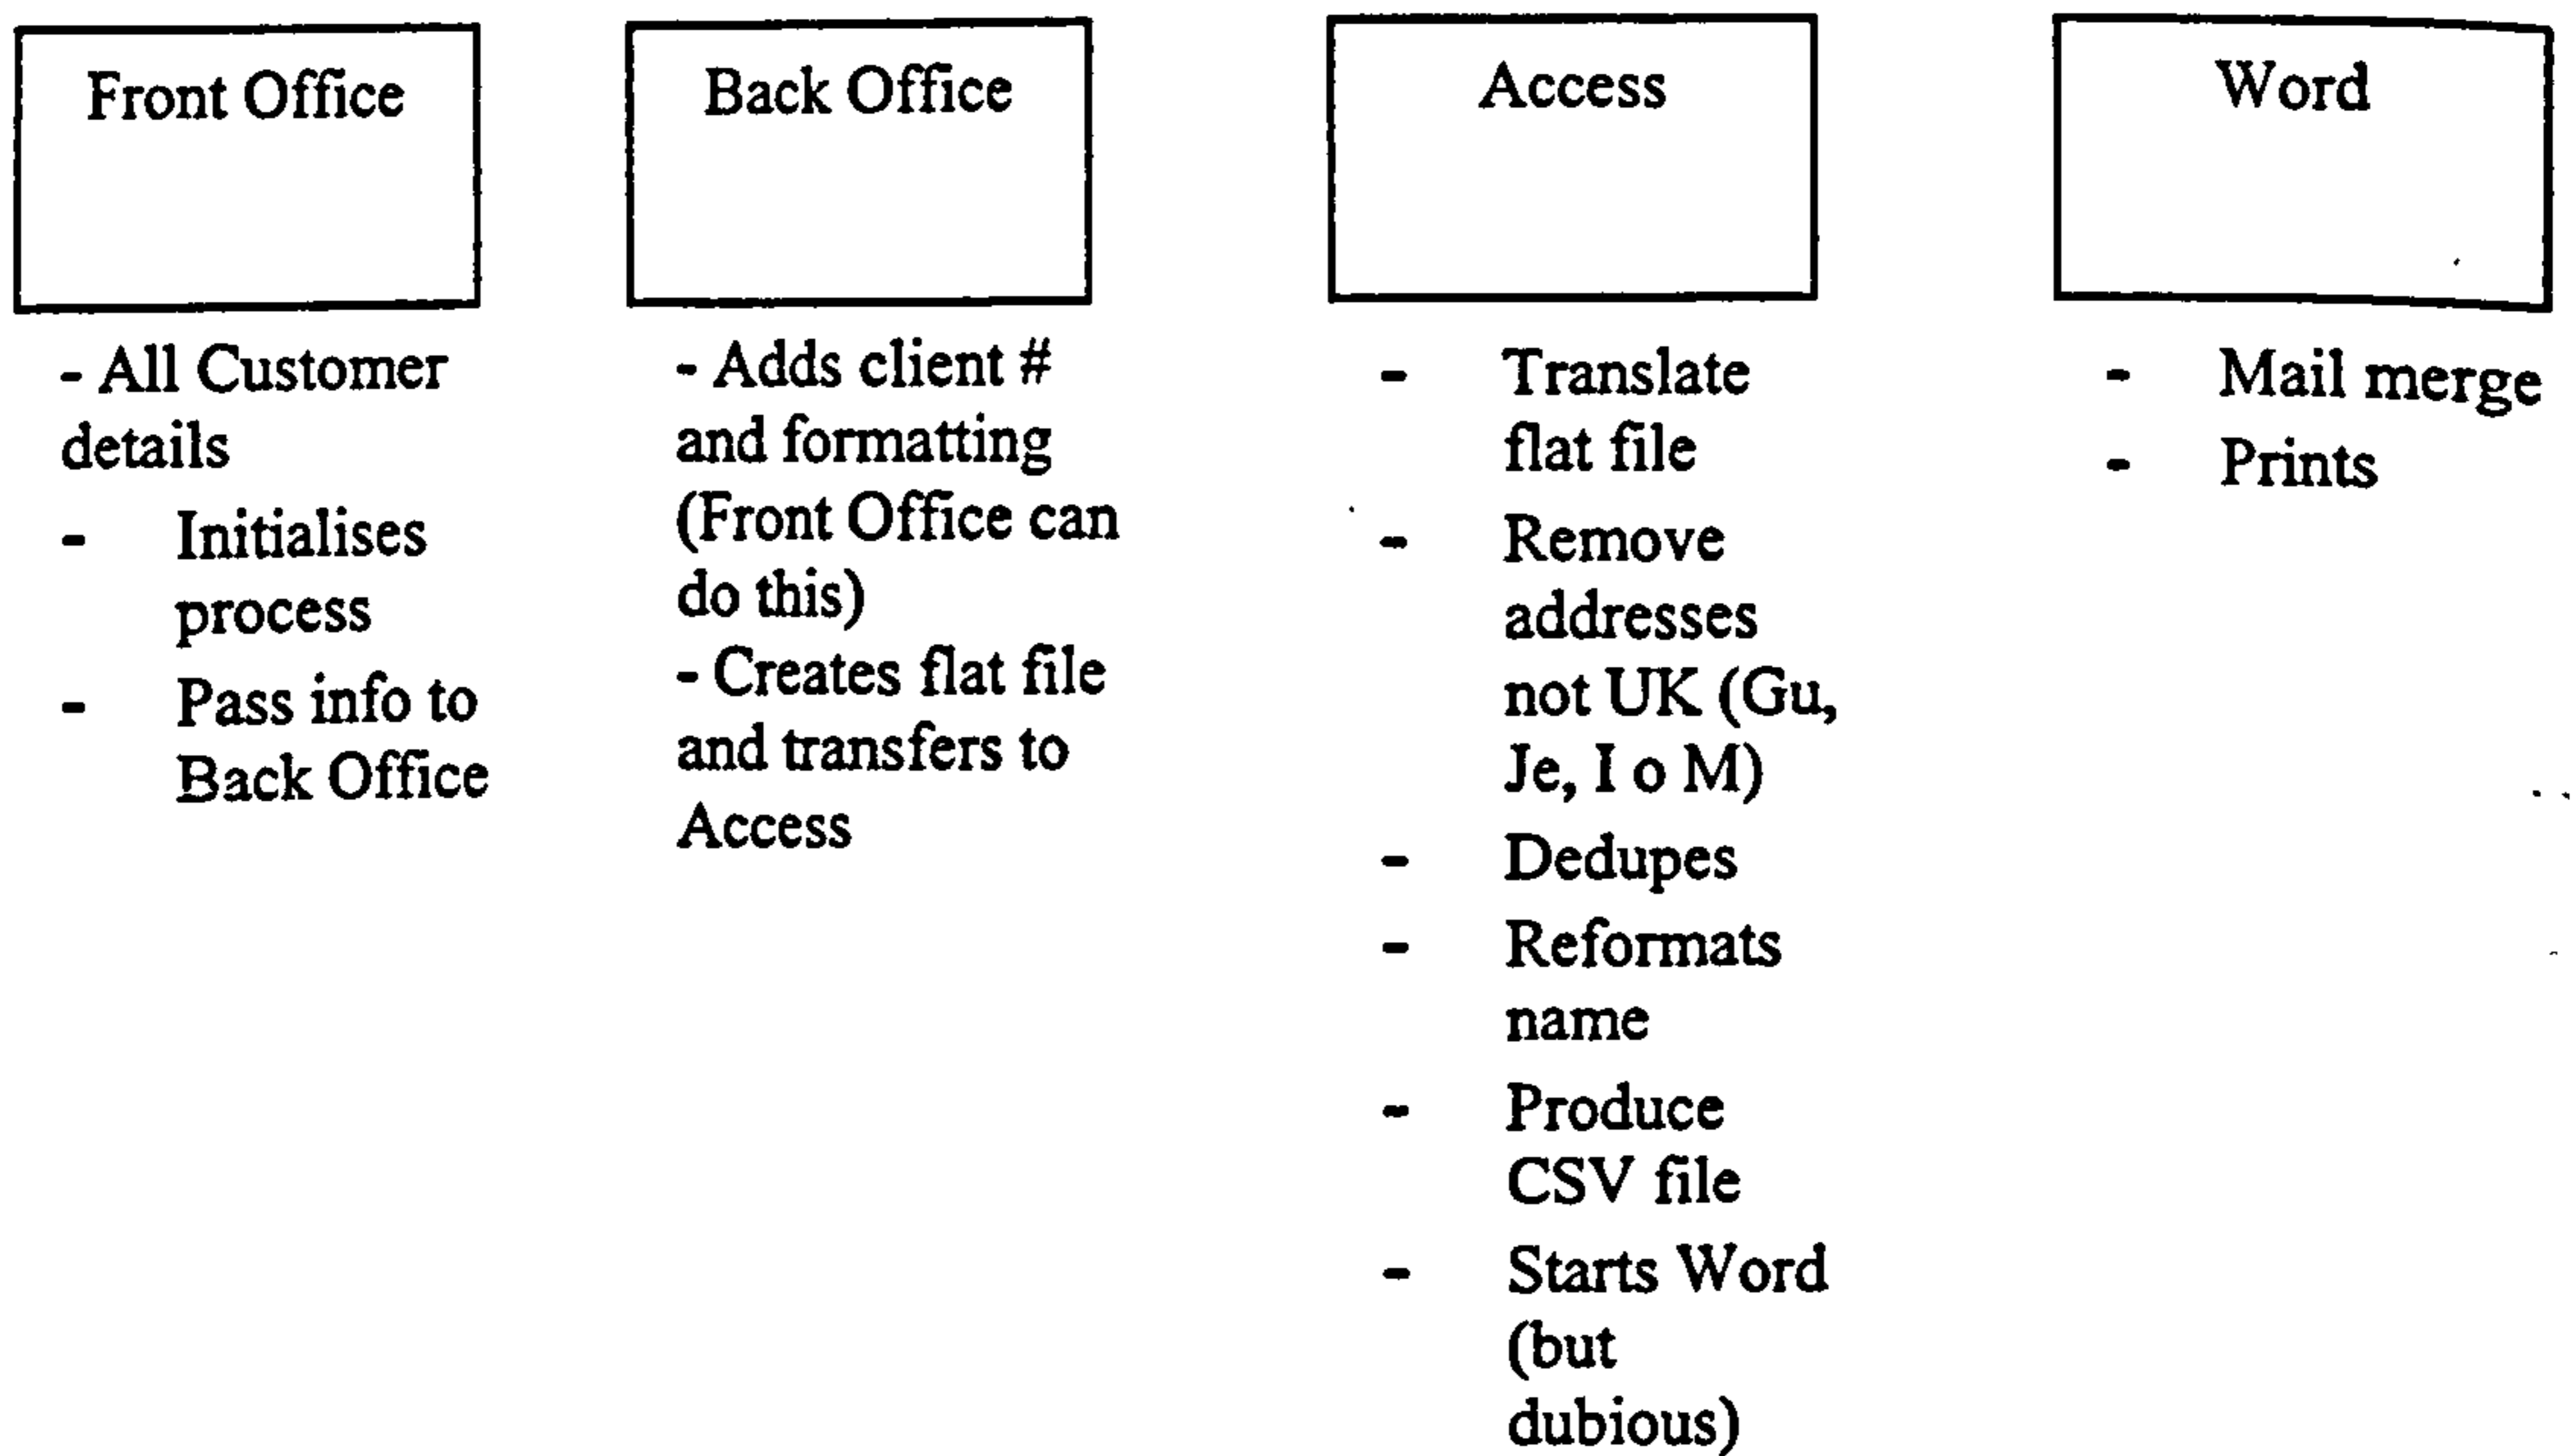 Front Office
- All Customer
details
- Initialises
process
- Pass info to
Back Office
Back Office
- Adds client #
and formatting
(Front Office can
do this)
- Creates flat file
and transfers to
Access
Access
- Translate
flat file
- Remove
addresses
not UK (Gu,
Je, I o M)
- Dedupes
- Reformats
name
- Produce
CSV file
- Starts Word
(but
dubious)
Word
- Mail merge
- Prints